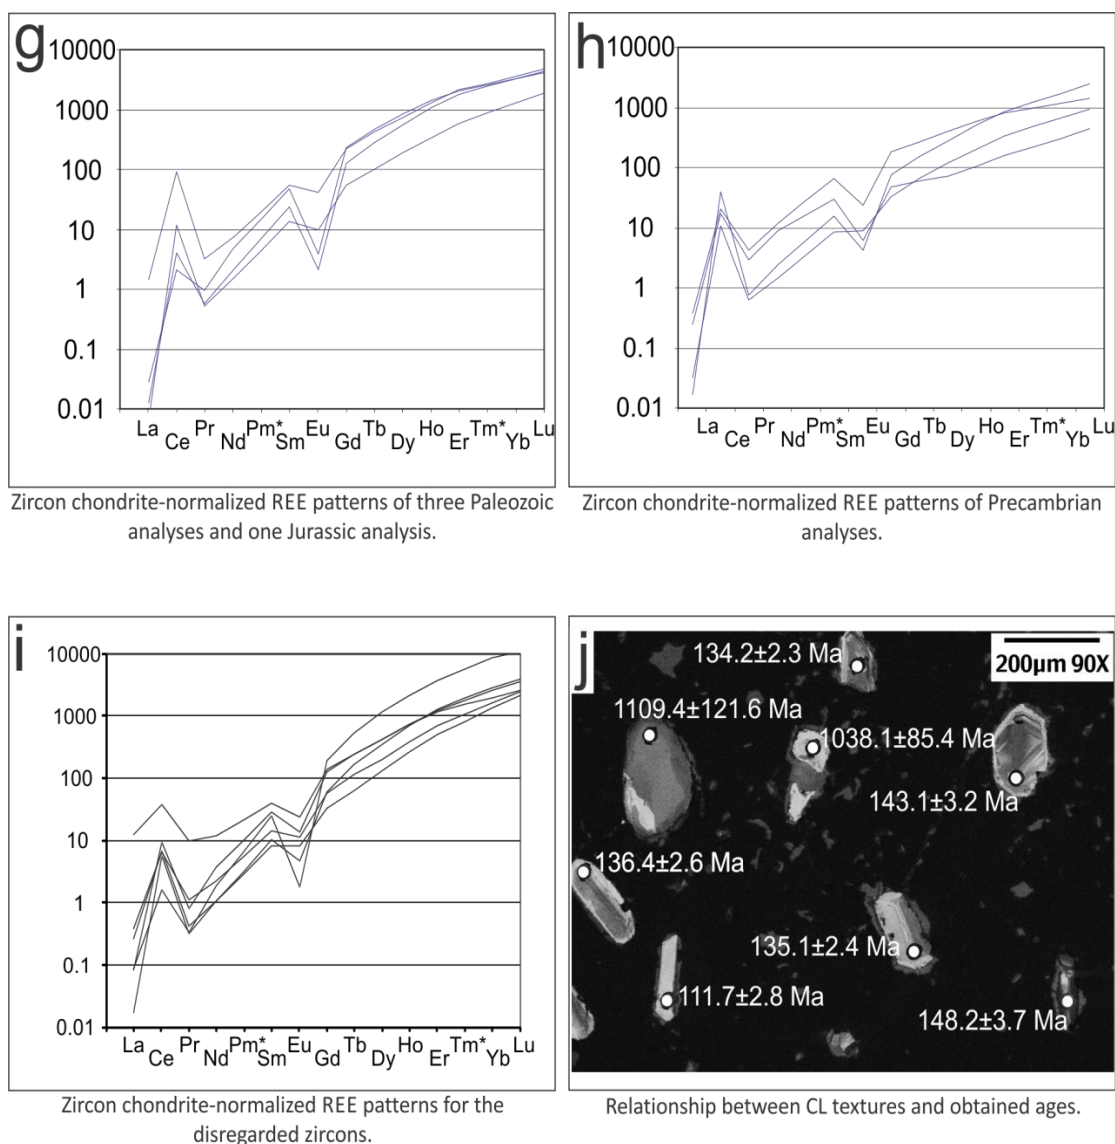 g
10000
1000
100
10
1
0.1
0.01
La Ce Pr Nd Pm* Sm Eu Gd Tb Dy Ho Er Tm* Yb Lu
Zircon chondrite-normalized REE patterns of three Paleozoic
analyses and one Jurassic analysis.
h
10000
1000
100
10
1
0.1
0.01
La Ce Pr Nd Pm* Sm Eu Gd Tb Dy Ho Er Tm* Yb Lu
Zircon chondrite-normalized REE patterns of Precambrian
analyses.
i
10000
1000
100
10
1
0.1
0.01
La Ce Pr Nd Pm* Sm Eu Gd Tb Dy Ho Er Tm* Yb Lu
Zircon chondrite-normalized REE patterns for the
disregarded zircons.
j
200µm 90X
134.2±2.3 Ma
1109.4±121.6 Ma
1038.1±85.4 Ma
143.1±3.2 Ma
136.4±2.6 Ma
135.1±2.4 Ma
111.7±2.8 Ma
148.2±3.7 Ma
Relationship between CL textures and obtained ages.